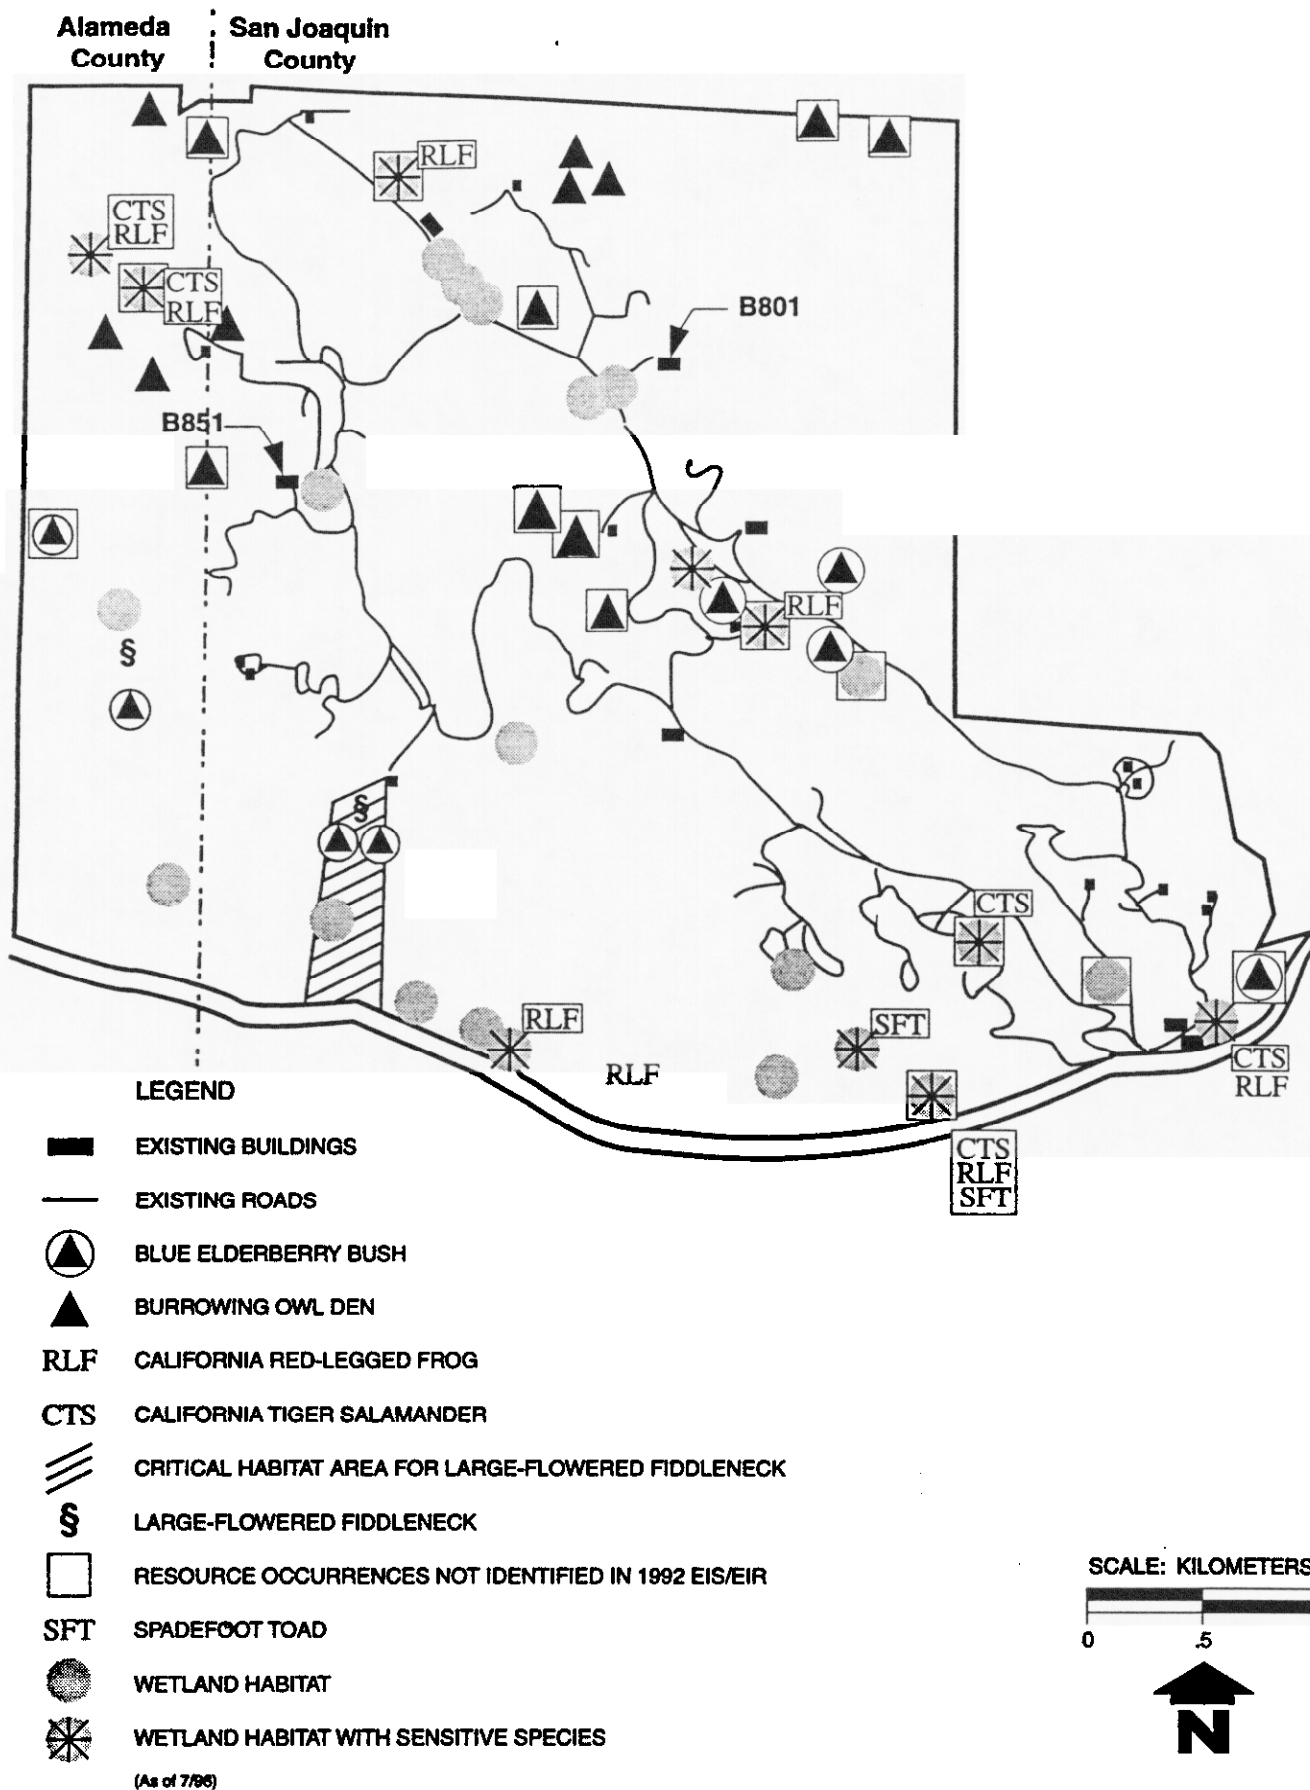 Alameda
County
San Joaquin
County
RLF
CTS
RLF
CTS
RLF
B801
B851
RLF
§
§
CTS
RLF
SFT
RLF
CTS
RLF
CTS
RLF
SFT
LEGEND
EXISTING BUILDINGS
EXISTING ROADS
BLUE ELDERBERRY BUSH
BURROWING OWL DEN
RLF CALIFORNIA RED-LEGGED FROG
CTS CALIFORNIA TIGER SALAMANDER
CRITICAL HABITAT AREA FOR LARGE-FLOWERED FIDDLENECK
§ LARGE-FLOWERED FIDDLENECK
RESOURCE OCCURRENCES NOT IDENTIFIED IN 1992 EIS/EIR
SFT SPADEFOOT TOAD
WETLAND HABITAT
WETLAND HABITAT WITH SENSITIVE SPECIES
(As of 7/96)
SCALE: KILOMETERS
0 .5
N